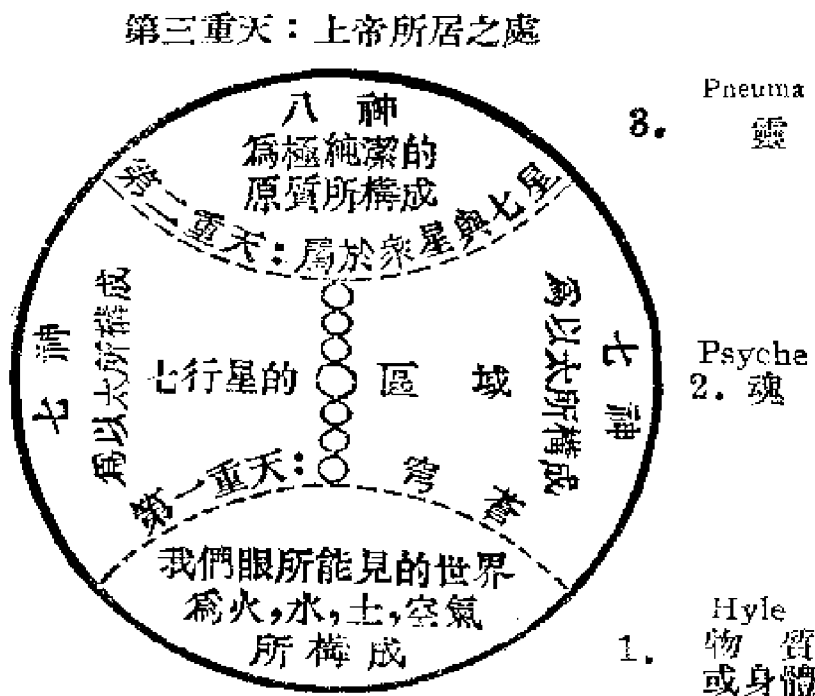 第三重天：上帝所居之處
八神
為極純潔的
原質所構成
第二重天：屬於衆星與七星
七神
為以太所構成
七行星的區域
為以太所構成
七神
第一重天：穹蒼
我們眼所能見的世界
為火，水，土，空氣
所構成
Pneuma
3. 靈
Psyche
2. 魂
Hyle
1. 物質
或身體